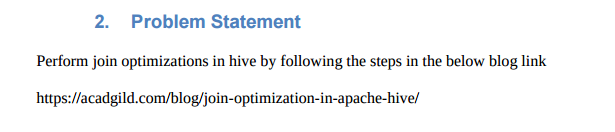 2. Problem Statement
Perform join optimizations in hive by following the steps in the below blog link
https://acadgild.com/blog/join-optimization-in-apache-hive/